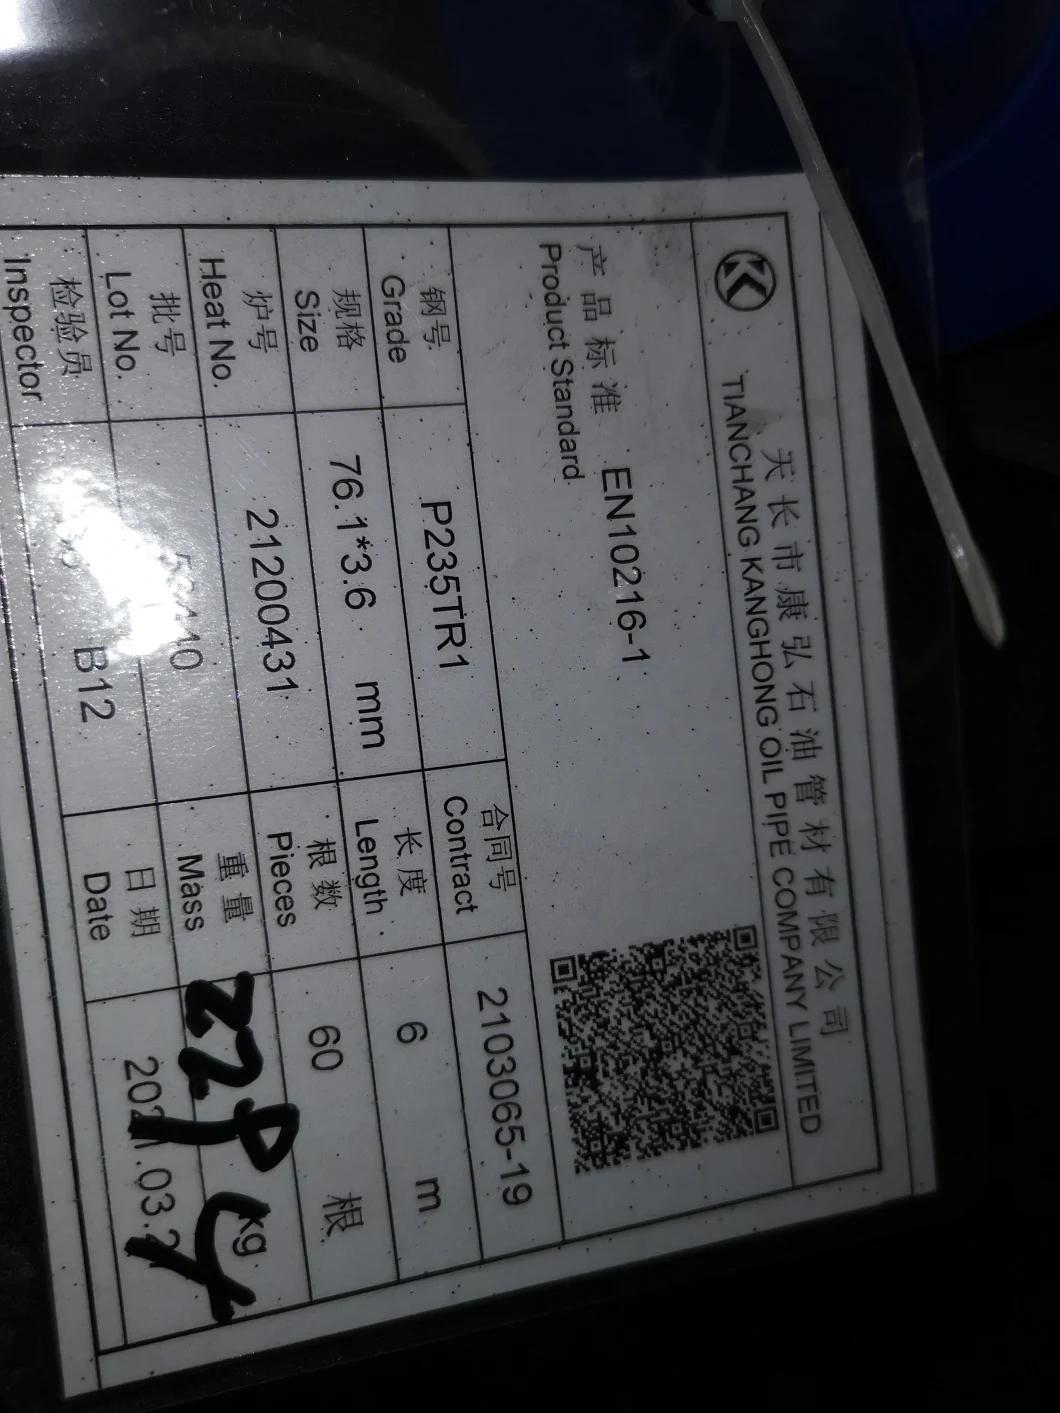 天长市康弘石油管材有限公司
TIANCHANG KANGHONG OIL PIPE COMPANY LIMITED
产品标准 EN10216-1
Product Standard
钢号 Grade P235TR1 合同号 Contract 2103065-19
规格 Size 76.1*3.6 mm 长度 Length 6 m
炉号 Heat No. 21200431 根数 Pieces 60 根
批号 Lot No. 重量 Mass kg
检验员 Inspector B12 日期 Date